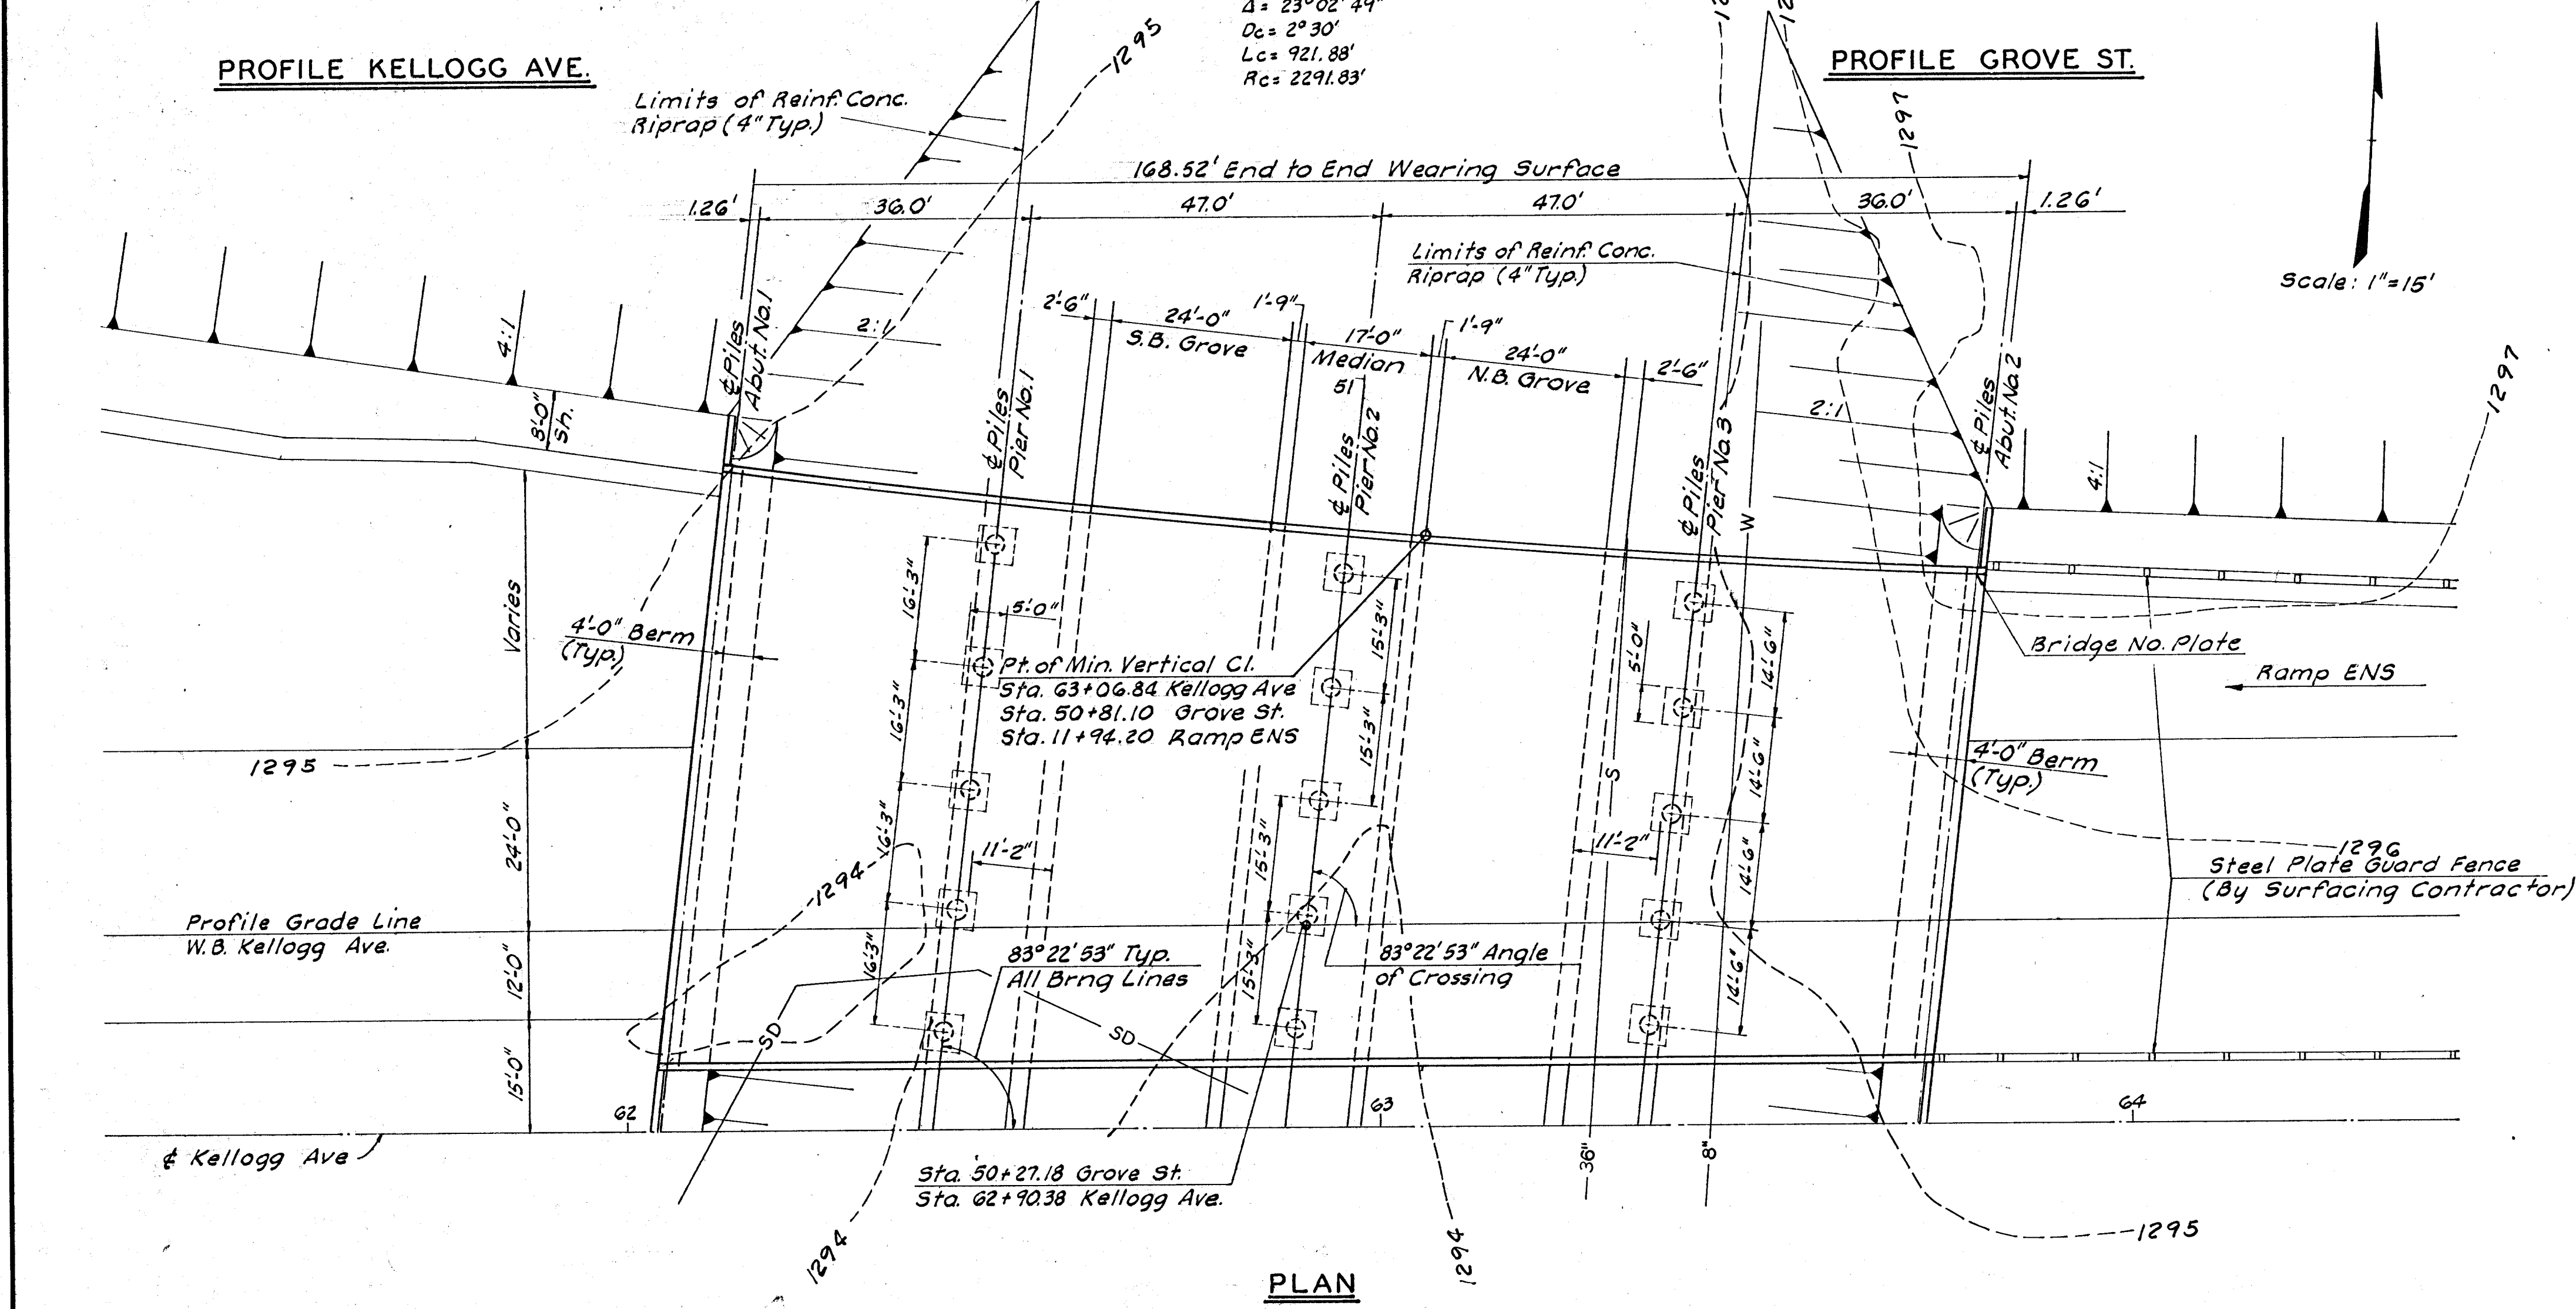 Δ = 23°02'49"
Dc = 2°30'
Lc = 921.88'
Rc = 2291.83'
PROFILE KELLOGG AVE.
PROFILE GROVE ST.
1295
1297
Limits of Reinf. Conc.
Riprap (4" Typ.)
168.52' End to End Wearing Surface
1.26'
36.0'
47.0'
47.0'
36.0'
1.26'
Limits of Reinf. Conc.
Riprap (4" Typ.)
Scale: 1"=15'
2'-6"
24'-0"
S.B. Grove
1'-9"
17'-0"
Median
51
1'-9"
24'-0"
N.B. Grove
2'-6"
4:1
2:1
2:1
4:1
8'-0"
Sh.
℄ Piles
Abut. No.1
℄ Piles
Pier No.1
℄ Piles
Pier No.2
℄ Piles
Pier No.3
W
℄ Piles
Abut. No.2
1297
Varies
4'-0" Berm
(Typ.)
16'-3"
16'-3"
16'-3"
16'-3"
5'-0"
Pt. of Min. Vertical Cl.
Sta. 63+06.84 Kellogg Ave
Sta. 50+81.10 Grove St.
Sta. 11+94.20 Ramp ENS
15'-3"
15'-3"
15'-3"
15'-3"
5'-0"
14'-6"
14'-6"
14'-6"
14'-6"
S
Bridge No. Plate
Ramp ENS
4'-0" Berm
(Typ.)
1295
24'-0"
1294
11'-2"
11'-2"
1296
Steel Plate Guard Fence
(By Surfacing Contractor)
Profile Grade Line
W.B. Kellogg Ave.
12'-0"
83°22'53" Typ.
All Brng Lines
83°22'53" Angle
of Crossing
SD
SD
15'-0"
62
63
64
℄ Kellogg Ave
Sta. 50+27.18 Grove St.
Sta. 62+90.38 Kellogg Ave.
36"
8"
1294
1294
1295
PLAN